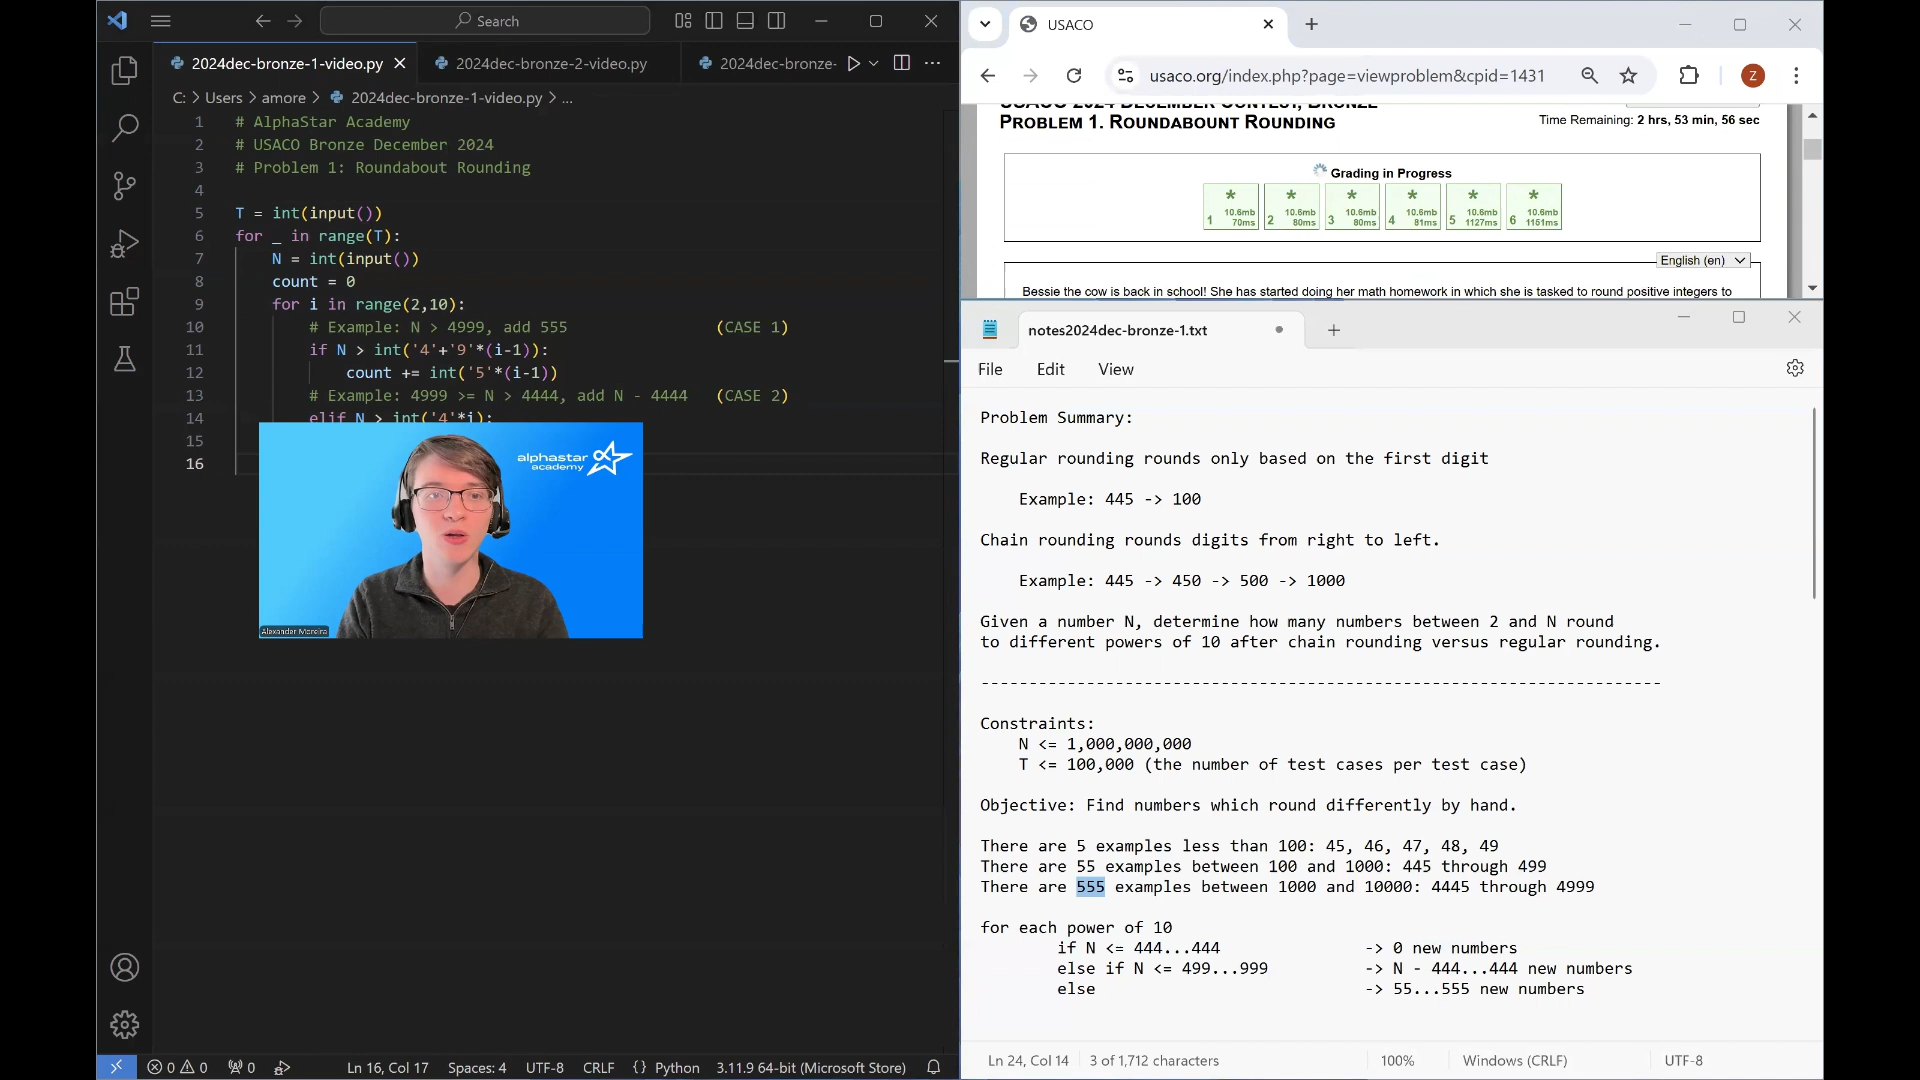 Search
2024dec-bronze-1-video.py
2024dec-bronze-2-video.py
2024dec-bronze-
C: > Users > amore > 2024dec-bronze-1-video.py > ...
1 # AlphaStar Academy
2 # USACO Bronze December 2024
3 # Problem 1: Roundabout Rounding
4
5 T = int(input())
6 for _ in range(T):
7 N = int(input())
8 count = 0
9 for i in range(2,10):
10 # Example: N > 4999, add 555 (CASE 1)
11 if N > int('4'+'9'*(i-1)):
12 count += int('5'*(i-1))
13 # Example: 4999 >= N > 4444, add N - 4444 (CASE 2)
14 elif N > int('4'*i):
15
16
alphastar
academy
Alexander Moreira
0 0 0 Ln 16, Col 17 Spaces: 4 UTF-8 CRLF {} Python 3.11.9 64-bit (Microsoft Store)
USACO
usaco.org/index.php?page=viewproblem&cpid=1431
Z
USACO 2024 DECEMBER CONTEST, BRONZE
PROBLEM 1. ROUNDABOUNT ROUNDING
Time Remaining: 2 hrs, 53 min, 56 sec
Grading in Progress
* * * * * *
10.6mb 10.6mb 10.6mb 10.6mb 10.6mb 10.6mb
1 70ms 2 80ms 3 80ms 4 81ms 5 1127ms 6 1151ms
English (en)
Bessie the cow is back in school! She has started doing her math homework in which she is tasked to round positive integers to
notes2024dec-bronze-1.txt
File Edit View
Problem Summary:
Regular rounding rounds only based on the first digit
Example: 445 -> 100
Chain rounding rounds digits from right to left.
Example: 445 -> 450 -> 500 -> 1000
Given a number N, determine how many numbers between 2 and N round
to different powers of 10 after chain rounding versus regular rounding.
-----------------------------------------------------------------------
Constraints:
N <= 1,000,000,000
T <= 100,000 (the number of test cases per test case)
Objective: Find numbers which round differently by hand.
There are 5 examples less than 100: 45, 46, 47, 48, 49
There are 55 examples between 100 and 1000: 445 through 499
There are 555 examples between 1000 and 10000: 4445 through 4999
for each power of 10
if N <= 444...444 -> 0 new numbers
else if N <= 499...999 -> N - 444...444 new numbers
else -> 55...555 new numbers
Ln 24, Col 14 3 of 1,712 characters 100% Windows (CRLF) UTF-8